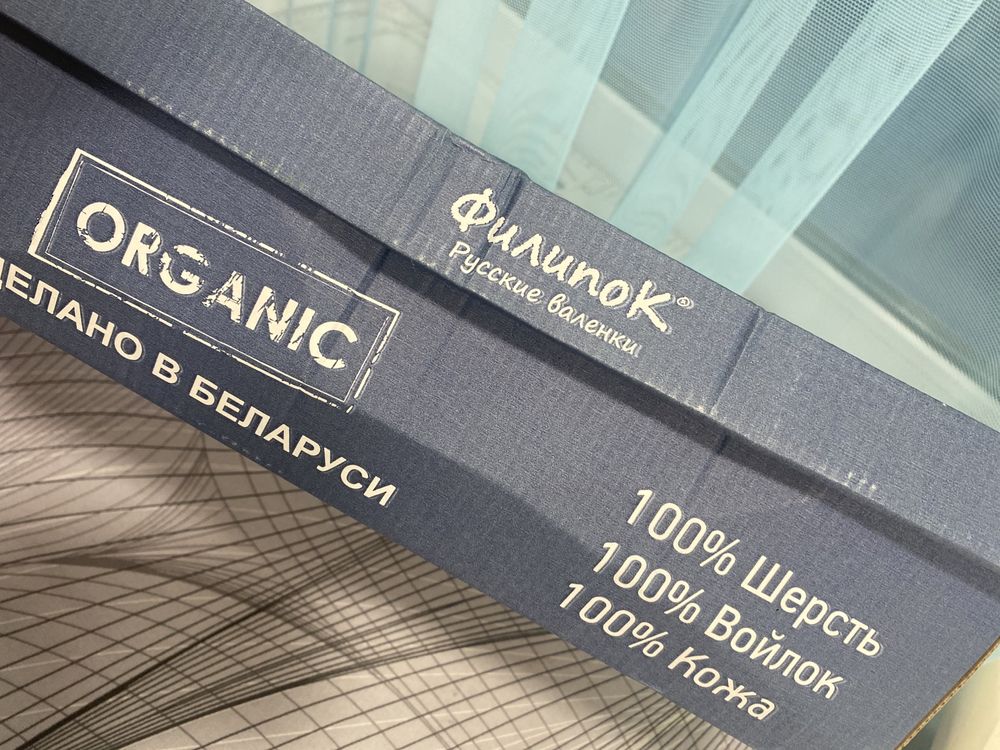 Филипок®
Русские валенки
ORGANIC
ДЕЛАНО В БЕЛАРУСИ
100% Шерсть
100% Войлок
100% Кожа